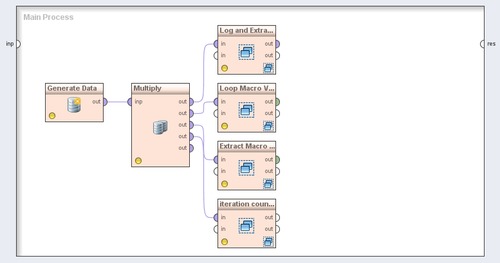 Main Process
inp
res
Generate Data
out
Multiply
inp
out
out
out
out
out
Log and Extra...
in
out
in
out
Loop Macro V...
in
out
in
out
Extract Macro ...
in
out
in
out
iteration coun...
in
out
in
out